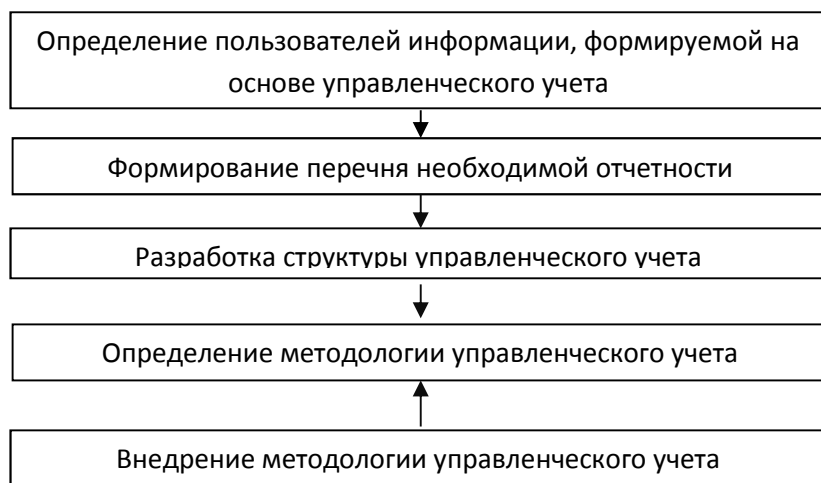 Определение пользователей информации, формируемой на
основе управленческого учета
Формирование перечня необходимой отчетности
Разработка структуры управленческого учета
Определение методологии управленческого учета
Внедрение методологии управленческого учета